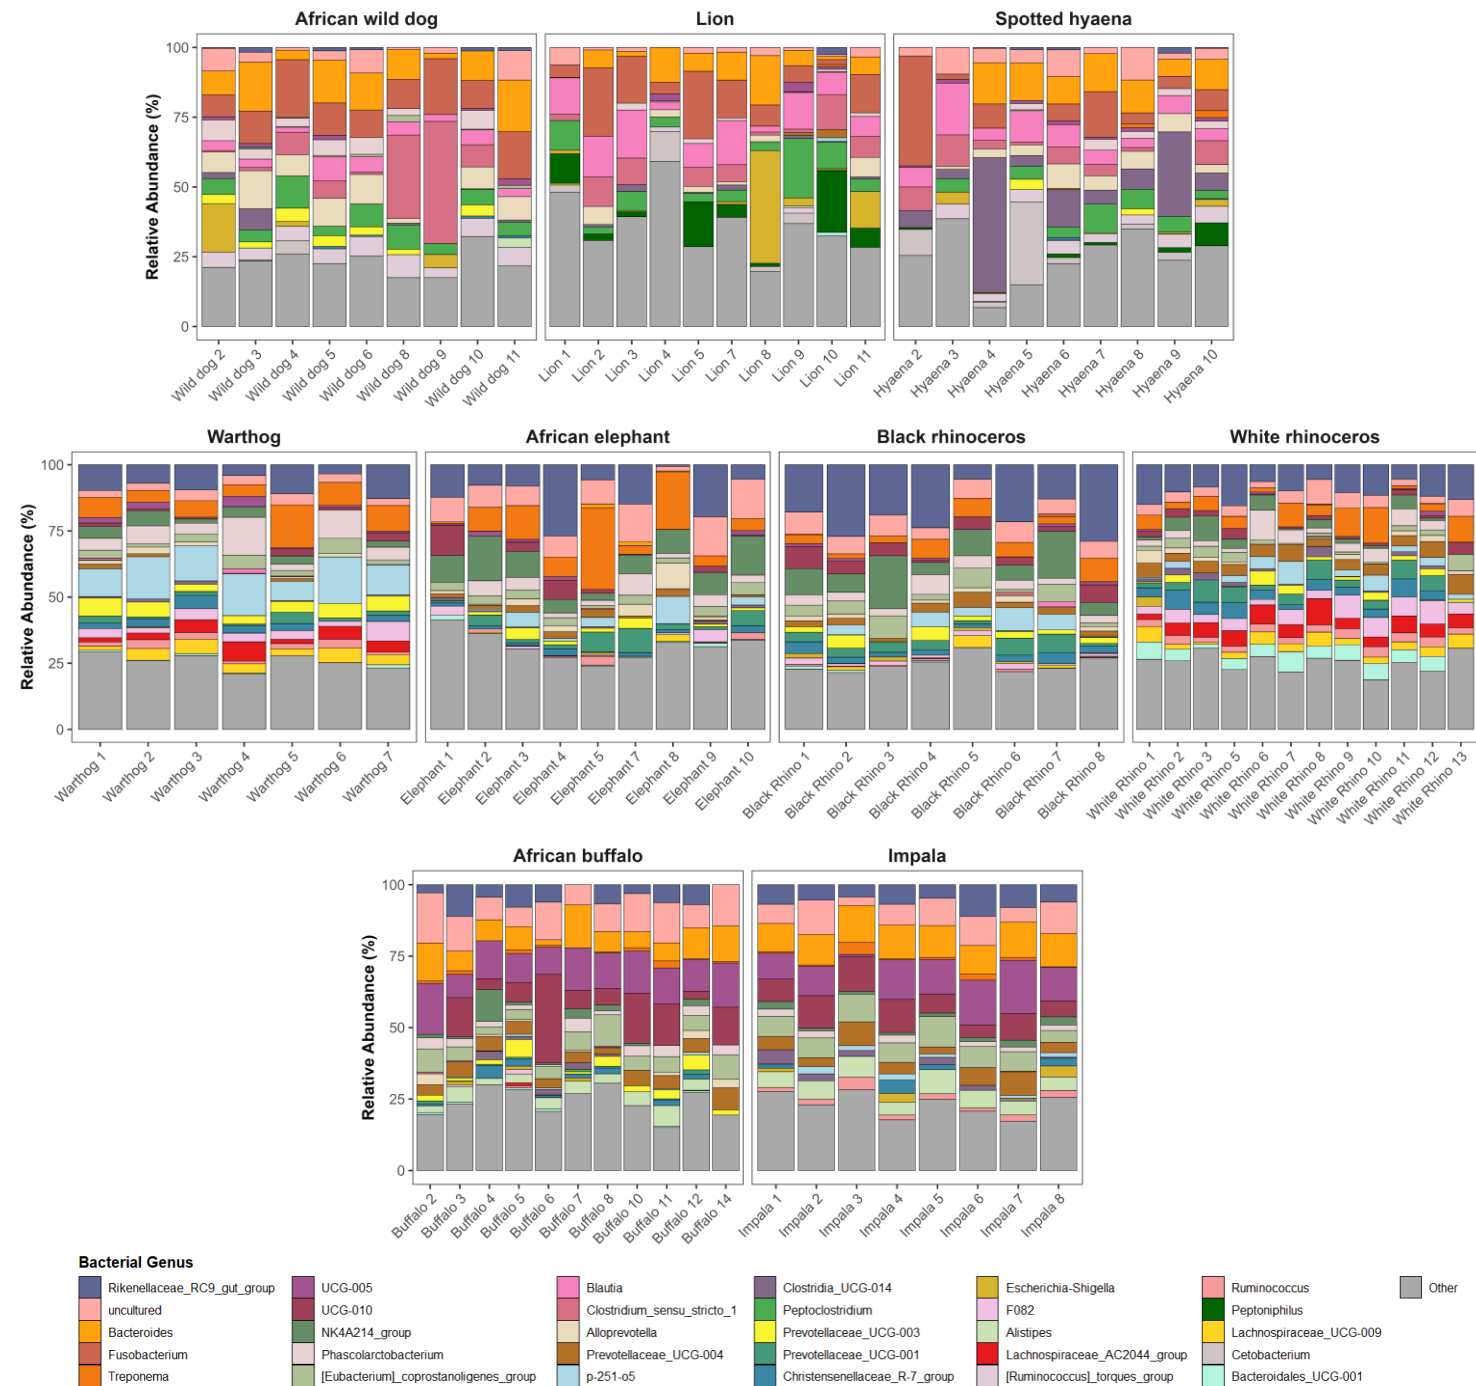 African wild dog
Lion
Spotted hyaena
Relative Abundance (%)
100
75
50
25
0
Wild dog 2
Wild dog 3
Wild dog 4
Wild dog 5
Wild dog 6
Wild dog 8
Wild dog 9
Wild dog 10
Wild dog 11
Lion 1
Lion 2
Lion 3
Lion 4
Lion 5
Lion 7
Lion 8
Lion 9
Lion 10
Lion 11
Hyaena 2
Hyaena 3
Hyaena 4
Hyaena 5
Hyaena 6
Hyaena 7
Hyaena 8
Hyaena 9
Hyaena 10
Warthog
African elephant
Black rhinoceros
White rhinoceros
Relative Abundance (%)
100
75
50
25
0
Warthog 1
Warthog 2
Warthog 3
Warthog 4
Warthog 5
Warthog 6
Warthog 7
Elephant 1
Elephant 2
Elephant 3
Elephant 4
Elephant 5
Elephant 7
Elephant 8
Elephant 9
Elephant 10
Black Rhino 1
Black Rhino 2
Black Rhino 3
Black Rhino 4
Black Rhino 5
Black Rhino 6
Black Rhino 7
Black Rhino 8
White Rhino 1
White Rhino 2
White Rhino 3
White Rhino 5
White Rhino 6
White Rhino 7
White Rhino 8
White Rhino 9
White Rhino 10
White Rhino 11
White Rhino 12
White Rhino 13
African buffalo
Impala
Relative Abundance (%)
100
75
50
25
0
Buffalo 2
Buffalo 3
Buffalo 4
Buffalo 5
Buffalo 6
Buffalo 7
Buffalo 8
Buffalo 10
Buffalo 11
Buffalo 12
Buffalo 14
Impala 1
Impala 2
Impala 3
Impala 4
Impala 5
Impala 6
Impala 7
Impala 8
Bacterial Genus
Rikenellaceae_RC9_gut_group
uncultured
Bacteroides
Fusobacterium
Treponema
UCG-005
UCG-010
NK4A214_group
Phascolarctobacterium
[Eubacterium]_coprostanoligenes_group
Blautia
Clostridium_sensu_stricto_1
Alloprevotella
Prevotellaceae_UCG-004
p-251-o5
Clostridia_UCG-014
Peptoclostridium
Prevotellaceae_UCG-003
Prevotellaceae_UCG-001
Christensenellaceae_R-7_group
Escherichia-Shigella
F082
Alistipes
Lachnospiraceae_AC2044_group
[Ruminococcus]_torques_group
Ruminococcus
Peptoniphilus
Lachnospiraceae_UCG-009
Cetobacterium
Bacteroidales_UCG-001
Other